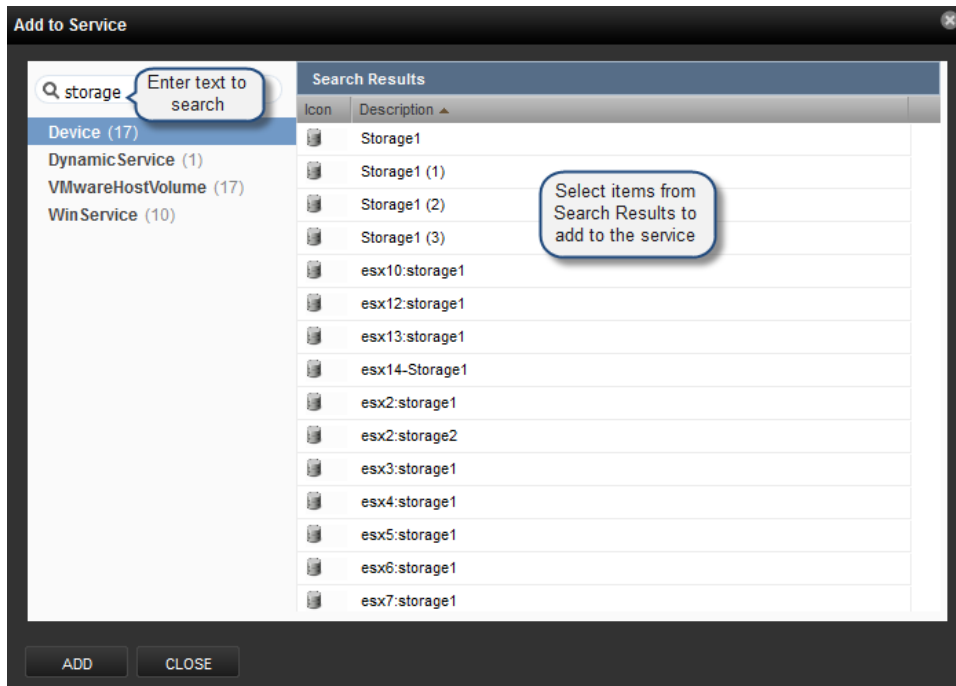 Add to Service
storage
Enter text to
search
Device (17)
DynamicService (1)
VMwareHostVolume (17)
WinService (10)
Search Results
Icon Description
Storage1
Storage1 (1)
Storage1 (2)
Storage1 (3)
esx10:storage1
esx12:storage1
esx13:storage1
esx14-Storage1
esx2:storage1
esx2:storage2
esx3:storage1
esx4:storage1
esx5:storage1
esx6:storage1
esx7:storage1
Select items from
Search Results to
add to the service
ADD CLOSE